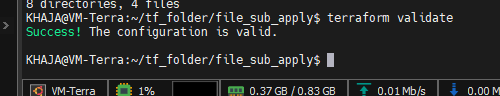 8 directories, 4 files
KHAJA@VM-Terra:~/tf_folder/file_sub_apply$ terraform validate
Success! The configuration is valid.
KHAJA@VM-Terra:~/tf_folder/file_sub_apply$
VM-Terra 1% 0.37 GB / 0.83 GB 0.01 Mb/s 0.00 M